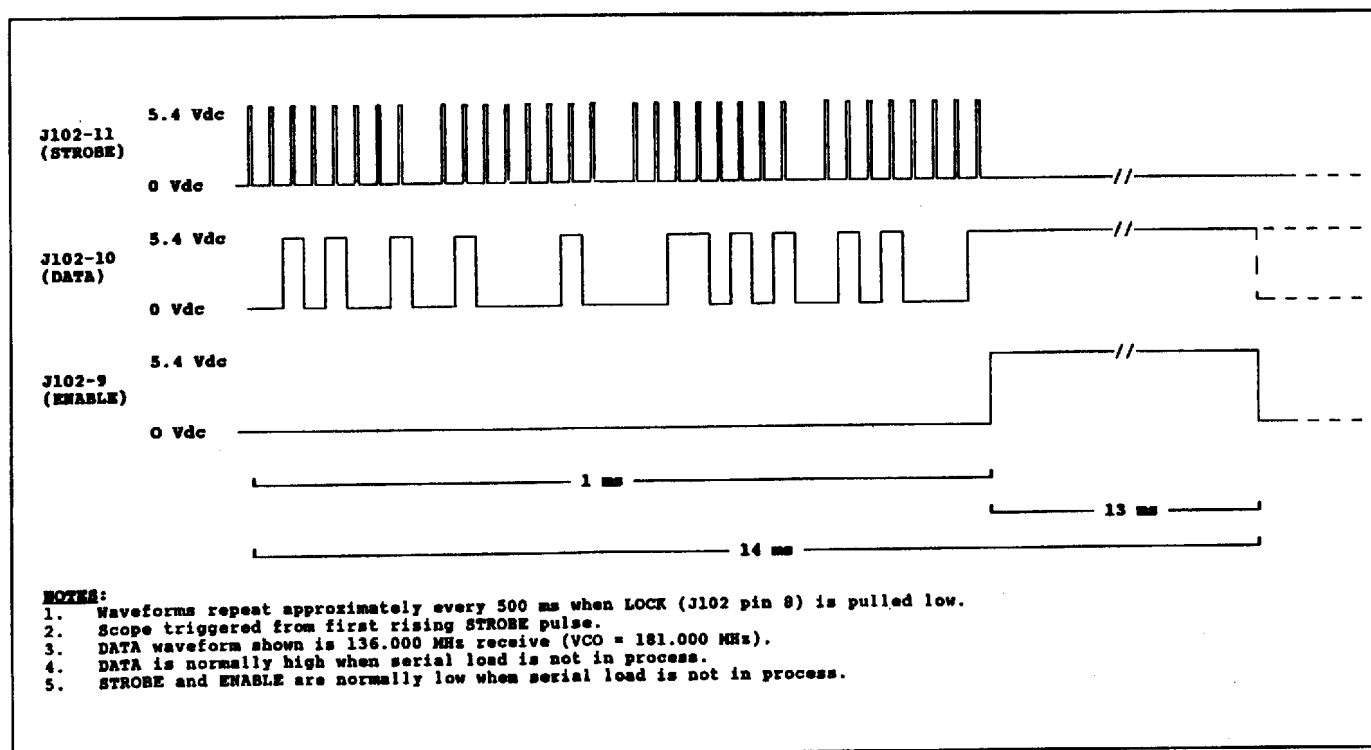 5.4 Vdc
J102-11
(STROBE)
0 Vdc
//
5.4 Vdc
J102-10
(DATA)
0 Vdc
//
5.4 Vdc
J102-9
(ENABLE)
0 Vdc
//
1 ms
13 ms
14 ms
NOTES:
1. Waveforms repeat approximately every 500 ms when LOCK (J102 pin 8) is pulled low.
2. Scope triggered from first rising STROBE pulse.
3. DATA waveform shown is 136.000 MHz receive (VCO = 181.000 MHz).
4. DATA is normally high when serial load is not in process.
5. STROBE and ENABLE are normally low when serial load is not in process.